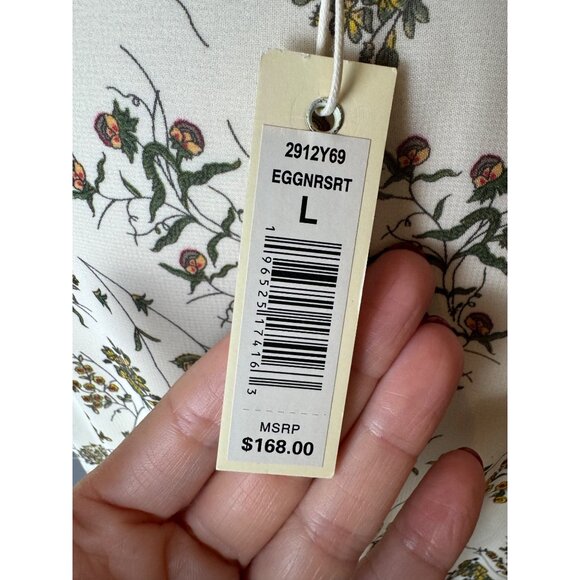 2912Y69
EGGNRSRT
L
1 96525 17416 3
MSRP
$168.00